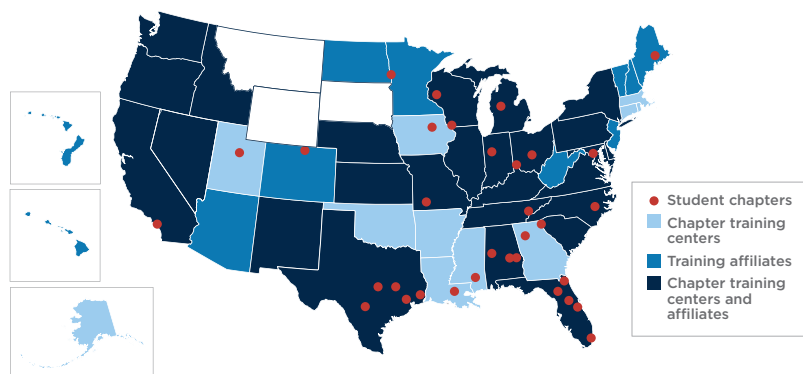 Student chapters
Chapter training
centers
Training affiliates
Chapter training
centers and
affiliates